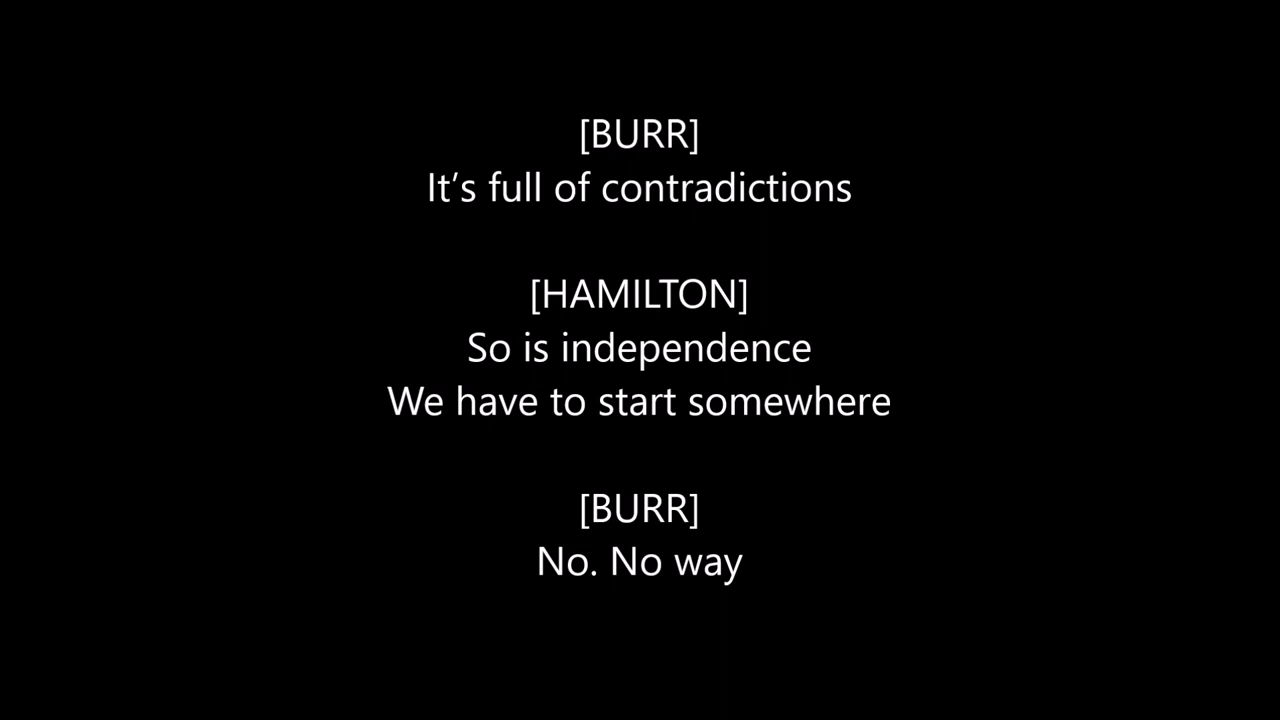 [BURR]
It’s full of contradictions
[HAMILTON]
So is independence
We have to start somewhere
[BURR]
No. No way